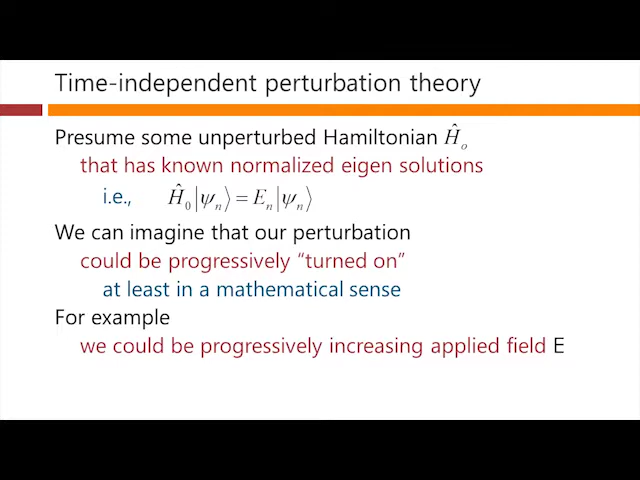 Time-independent perturbation theory
Presume some unperturbed Hamiltonian Ĥₒ
that has known normalized eigen solutions
i.e., Ĥ₀|ψₙ⟩ = Eₙ|ψₙ⟩
We can imagine that our perturbation
could be progressively “turned on”
at least in a mathematical sense
For example
we could be progressively increasing applied field E